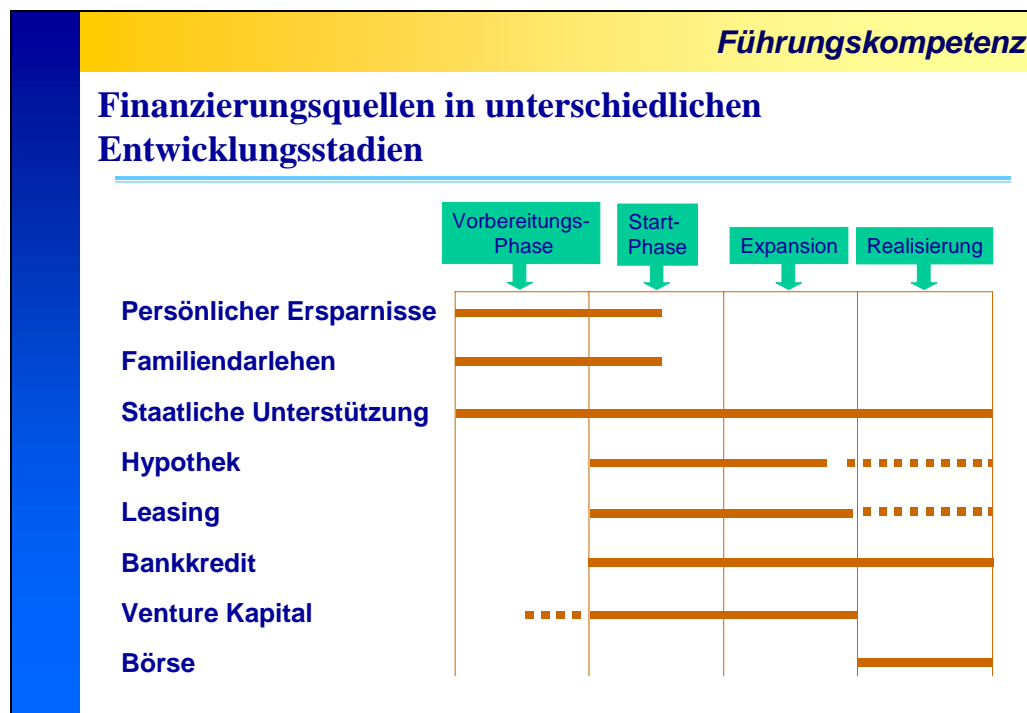 Führungskompetenz
Finanzierungsquellen in unterschiedlichen
Entwicklungsstadien
Vorbereitungs-
Phase
Start-
Phase
Expansion
Realisierung
Persönlicher Ersparnisse
Familiendarlehen
Staatliche Unterstützung
Hypothek
Leasing
Bankkredit
Venture Kapital
Börse